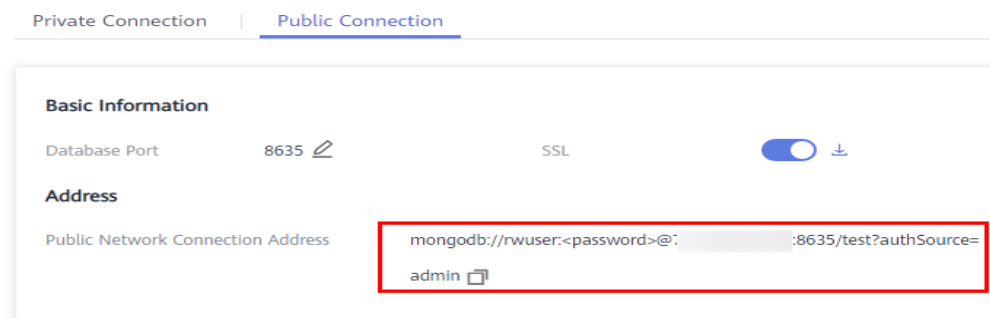 Private Connection | Public Connection
Basic Information
Database Port 8635 SSL
Address
Public Network Connection Address mongodb://rwuser:<password>@7 :8635/test?authSource=
admin